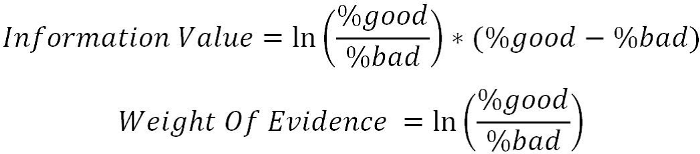 Information Value = ln (%good / %bad) * (%good − %bad)
Weight Of Evidence = ln (%good / %bad)